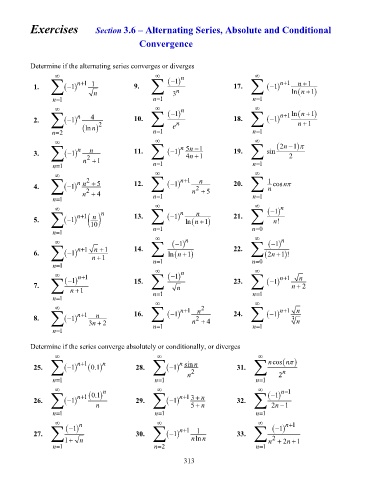 Exercises Section 3.6 – Alternating Series, Absolute and Conditional
Convergence
Determine if the alternating series converges or diverges
1. \sum_{n=1}^{\infty} (-1)^{n+1} \frac{1}{\sqrt{n}}
9. \sum_{n=1}^{\infty} \frac{(-1)^n}{3^n}
17. \sum_{n=1}^{\infty} (-1)^{n+1} \frac{n+1}{\ln(n+1)}
2. \sum_{n=2}^{\infty} (-1)^n \frac{4}{(\ln n)^2}
10. \sum_{n=1}^{\infty} \frac{(-1)^n}{e^n}
18. \sum_{n=1}^{\infty} (-1)^{n+1} \frac{\ln(n+1)}{n+1}
3. \sum_{n=1}^{\infty} (-1)^n \frac{n}{n^2+1}
11. \sum_{n=1}^{\infty} (-1)^n \frac{5n-1}{4n+1}
19. \sum_{n=1}^{\infty} \sin \frac{(2n-1)\pi}{2}
4. \sum_{n=1}^{\infty} (-1)^n \frac{n^2+5}{n^2+4}
12. \sum_{n=1}^{\infty} (-1)^{n+1} \frac{n}{n^2+5}
20. \sum_{n=1}^{\infty} \frac{1}{n} \cos n\pi
5. \sum_{n=1}^{\infty} (-1)^{n+1} \left(\frac{n}{10}\right)^n
13. \sum_{n=1}^{\infty} (-1)^n \frac{n}{\ln(n+1)}
21. \sum_{n=0}^{\infty} \frac{(-1)^n}{n!}
6. \sum_{n=1}^{\infty} (-1)^{n+1} \frac{n+1}{n+1}
14. \sum_{n=1}^{\infty} \frac{(-1)^n}{\ln(n+1)}
22. \sum_{n=0}^{\infty} \frac{(-1)^n}{(2n+1)!}
7. \sum_{n=1}^{\infty} \frac{(-1)^{n+1}}{n+1}
15. \sum_{n=1}^{\infty} \frac{(-1)^n}{\sqrt{n}}
23. \sum_{n=1}^{\infty} (-1)^{n+1} \frac{\sqrt{n}}{n+2}
8. \sum_{n=1}^{\infty} (-1)^{n+1} \frac{n}{3n+2}
16. \sum_{n=1}^{\infty} (-1)^{n+1} \frac{n^2}{n^2+4}
24. \sum_{n=1}^{\infty} (-1)^{n+1} \frac{\sqrt{n}}{\sqrt[3]{n}}
Determine if the series converge absolutely or conditionally, or diverges
25. \sum_{n=1}^{\infty} (-1)^{n+1} (0.1)^n
28. \sum_{n=1}^{\infty} (-1)^n \frac{\sin n}{n^2}
31. \sum_{n=1}^{\infty} \frac{n\cos(n\pi)}{2^n}
26. \sum_{n=1}^{\infty} (-1)^{n+1} \frac{(0.1)^n}{n}
29. \sum_{n=1}^{\infty} (-1)^{n+1} \frac{3+n}{5+n}
32. \sum_{n=1}^{\infty} \frac{(-1)^{n-1}}{2n-1}
27. \sum_{n=1}^{\infty} \frac{(-1)^n}{1+\sqrt{n}}
30. \sum_{n=2}^{\infty} (-1)^{n+1} \frac{1}{n\ln n}
33. \sum_{n=1}^{\infty} \frac{(-1)^{n+1}}{n^2+2n+1}
313